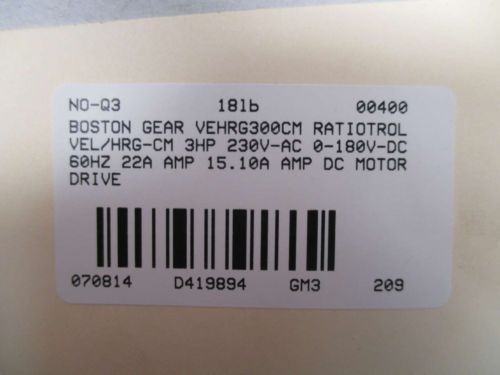 NO-Q3 18lb 00400
BOSTON GEAR VEHRG300CM RATIOTROL
VEL/HRG-CM 3HP 230V-AC 0-180V-DC
60HZ 22A AMP 15.10A AMP DC MOTOR
DRIVE
070814 D419894 GM3 209